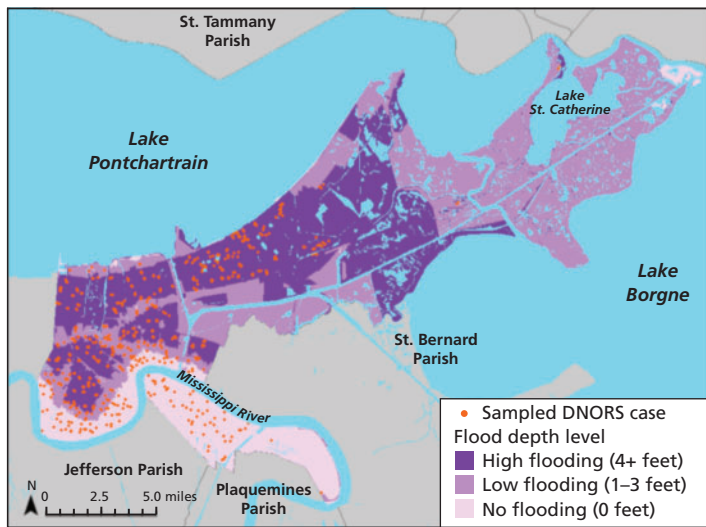 St. Tammany
Parish
Lake
St. Catherine
Lake
Pontchartrain
Lake
Borgne
St. Bernard
Parish
Mississippi River
Jefferson Parish
Plaquemines
Parish
N
0 2.5 5.0 miles
Sampled DNORS case
Flood depth level
High flooding (4+ feet)
Low flooding (1–3 feet)
No flooding (0 feet)